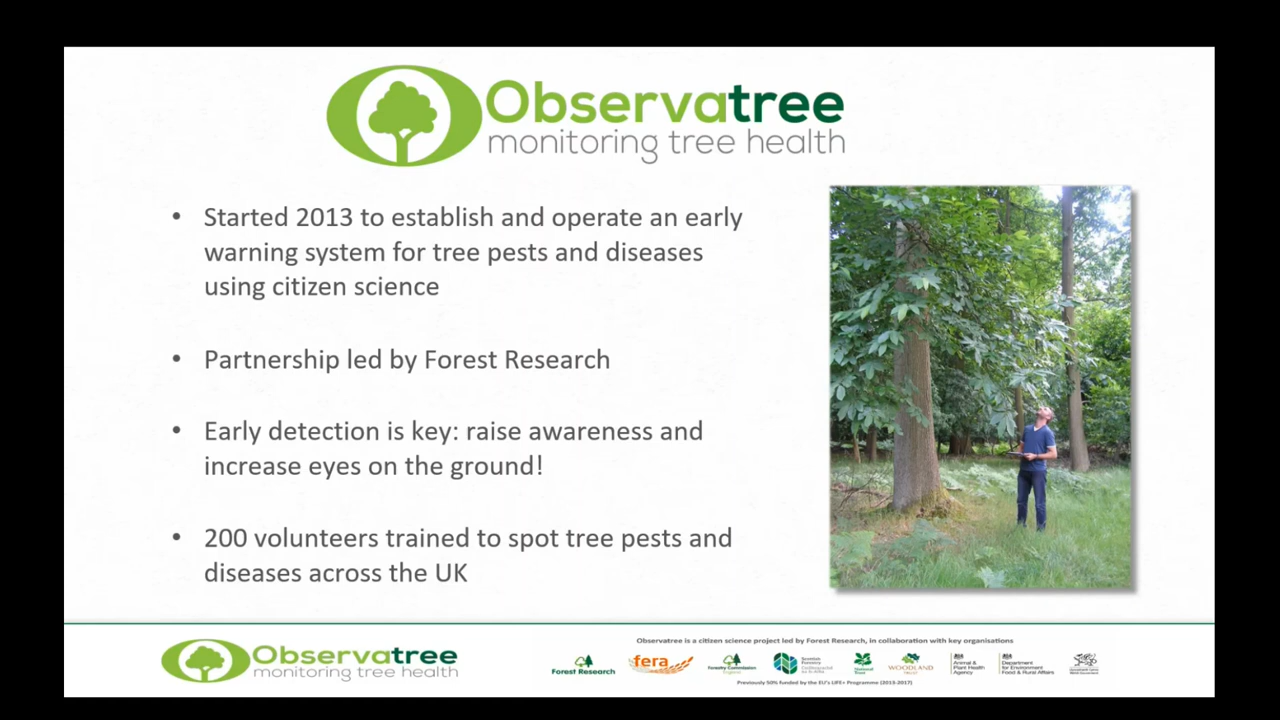 Observatree
monitoring tree health
• Started 2013 to establish and operate an early
warning system for tree pests and diseases
using citizen science
• Partnership led by Forest Research
• Early detection is key: raise awareness and
increase eyes on the ground!
• 200 volunteers trained to spot tree pests and
diseases across the UK
Observatree
monitoring tree health
Observatree is a citizen science project led by Forest Research, in collaboration with key organisations
Forest Research
fera
Forestry Commission
England
Scottish
Forestry
National
Trust
WOODLAND
TRUST
Animal &
Plant Health
Agency
Department
for Environment
Food & Rural Affairs
Previously 50% funded by the EU's LIFE+ Programme (2013-2017)